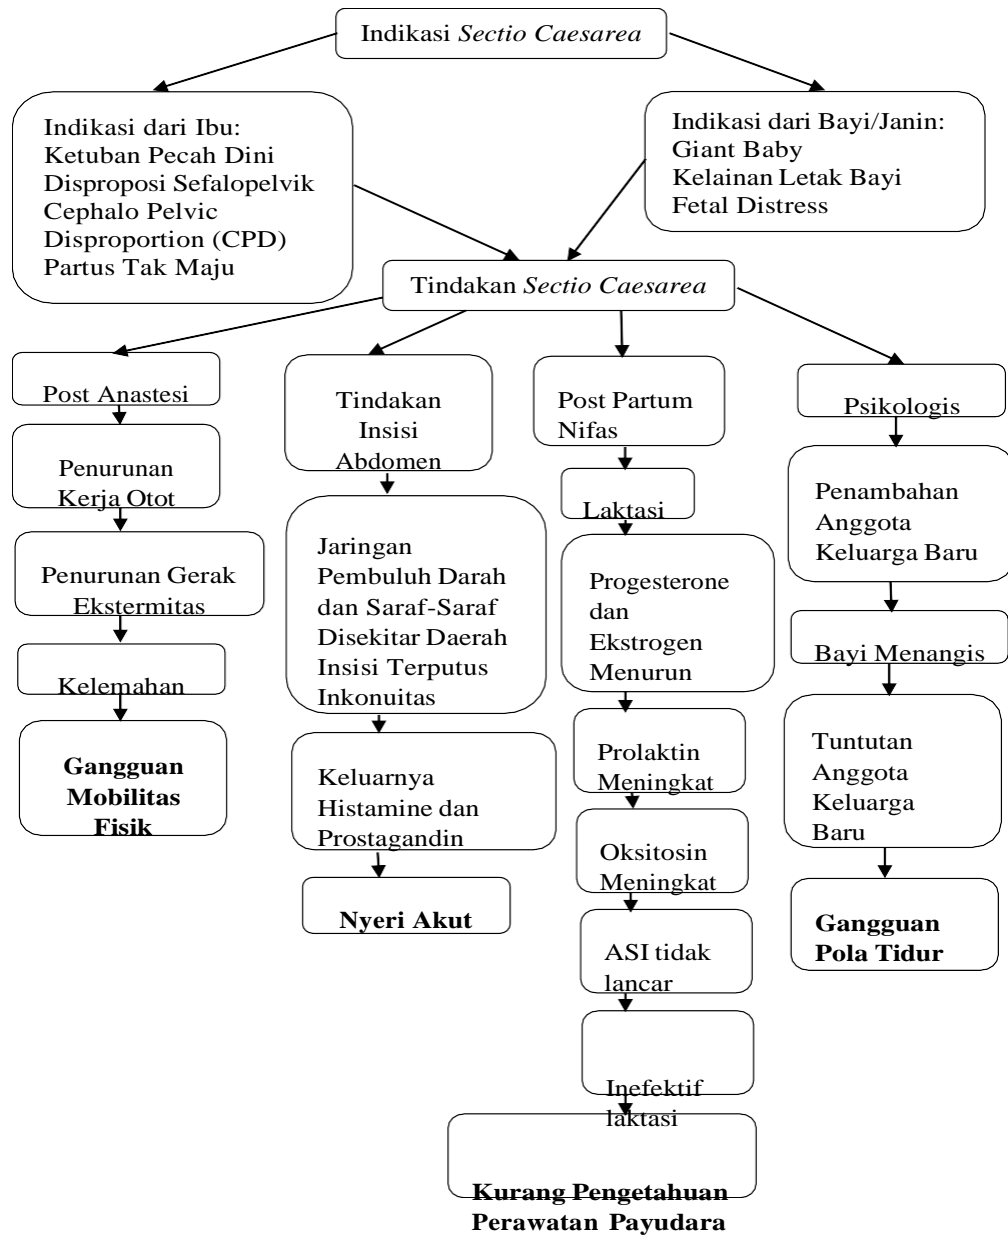 Indikasi Sectio Caesarea
Indikasi dari Ibu:
Ketuban Pecah Dini
Disproposi Sefalopelvik
Cephalo Pelvic
Disproportion (CPD)
Partus Tak Maju
Indikasi dari Bayi/Janin:
Giant Baby
Kelainan Letak Bayi
Fetal Distress
Tindakan Sectio Caesarea
Post Anastesi
Penurunan
Kerja Otot
Penurunan Gerak
Ekstermitas
Kelemahan
Gangguan
Mobilitas
Fisik
Tindakan
Insisi
Abdomen
Jaringan
Pembuluh Darah
dan Saraf-Saraf
Disekitar Daerah
Insisi Terputus
Inkonuitas
Keluarnya
Histamine dan
Prostagandin
Nyeri Akut
Post Partum
Nifas
Laktasi
Progesterone
dan
Ekstrogen
Menurun
Prolaktin
Meningkat
Oksitosin
Meningkat
ASI tidak
lancar
Inefektif
laktasi
Kurang Pengetahuan
Perawatan Payudara
Psikologis
Penambahan
Anggota
Keluarga Baru
Bayi Menangis
Tuntutan
Anggota
Keluarga
Baru
Gangguan
Pola Tidur